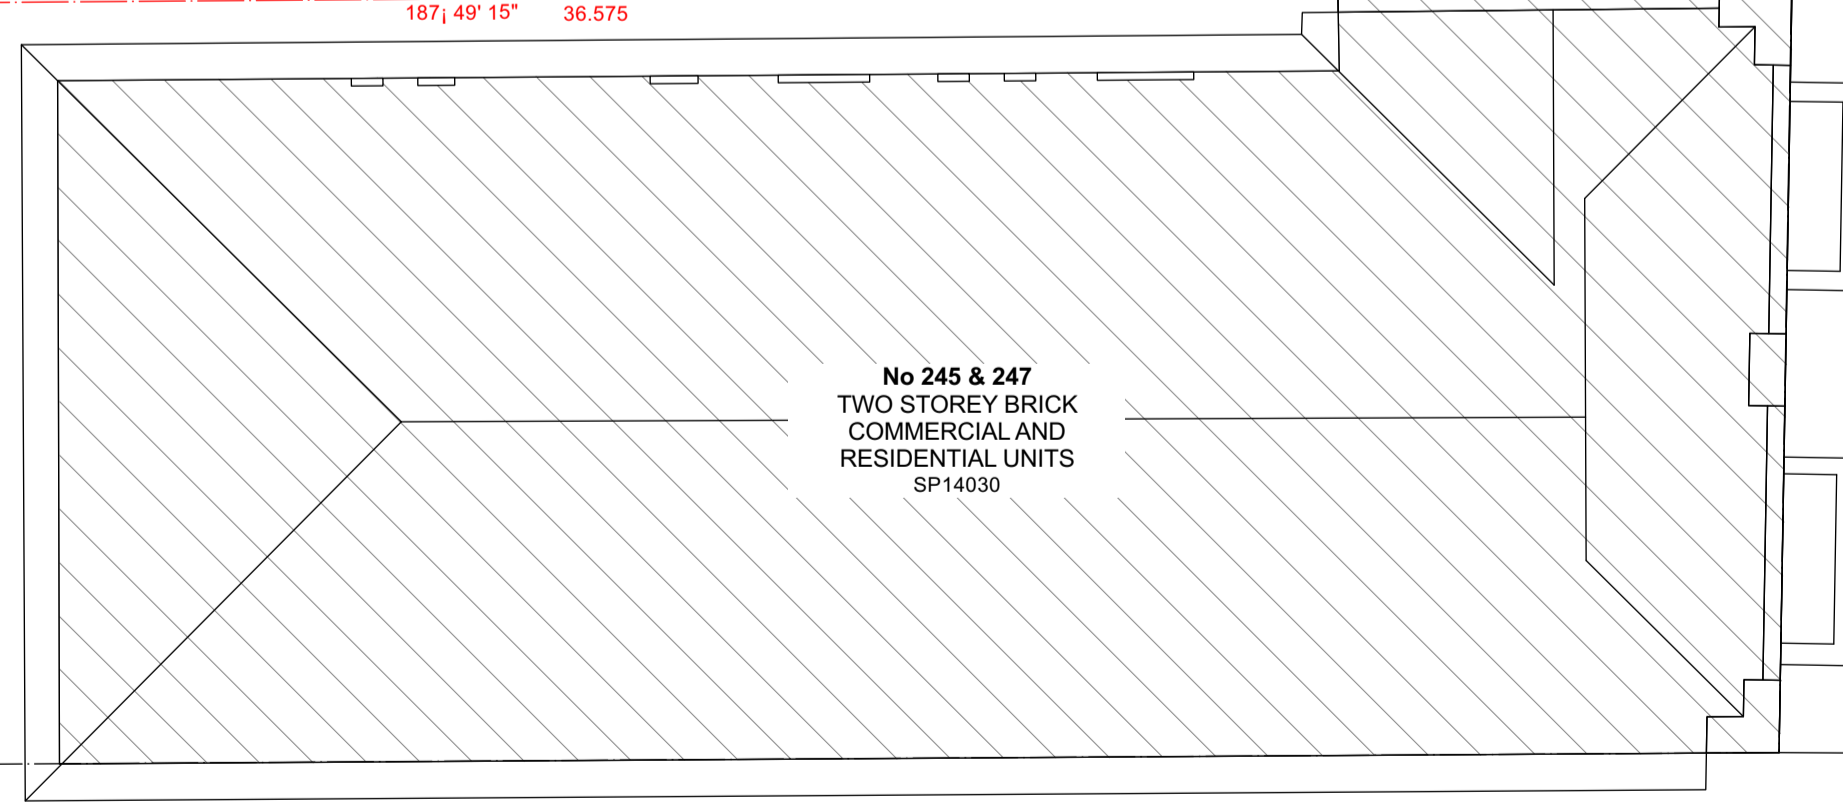 187¡ 49' 15" 36.575
No 245 & 247
TWO STOREY BRICK
COMMERCIAL AND
RESIDENTIAL UNITS
SP14030